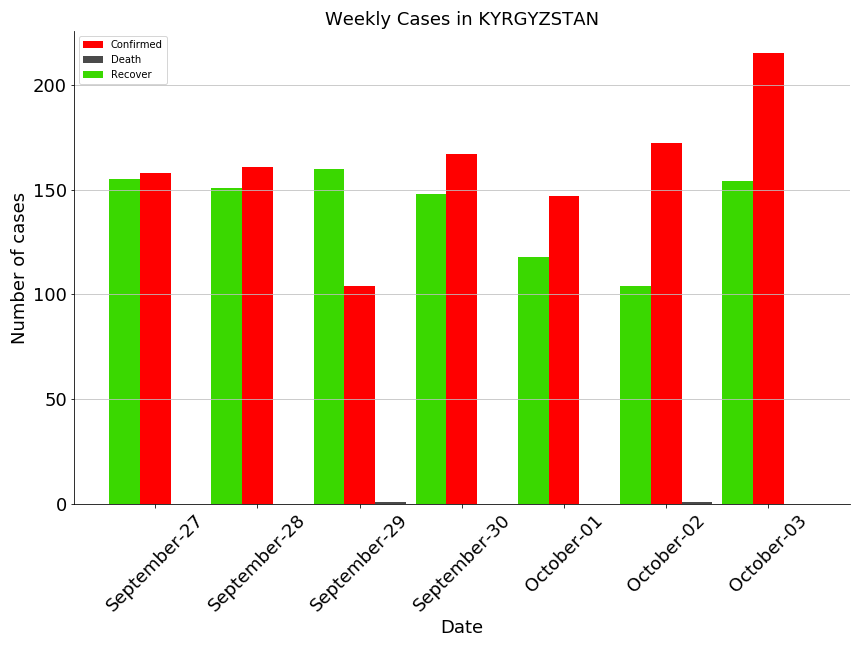 Weekly Cases in KYRGYZSTAN
Confirmed
Death
Recover
Number of cases
200
150
100
50
0
September-27
September-28
September-29
September-30
October-01
October-02
October-03
Date